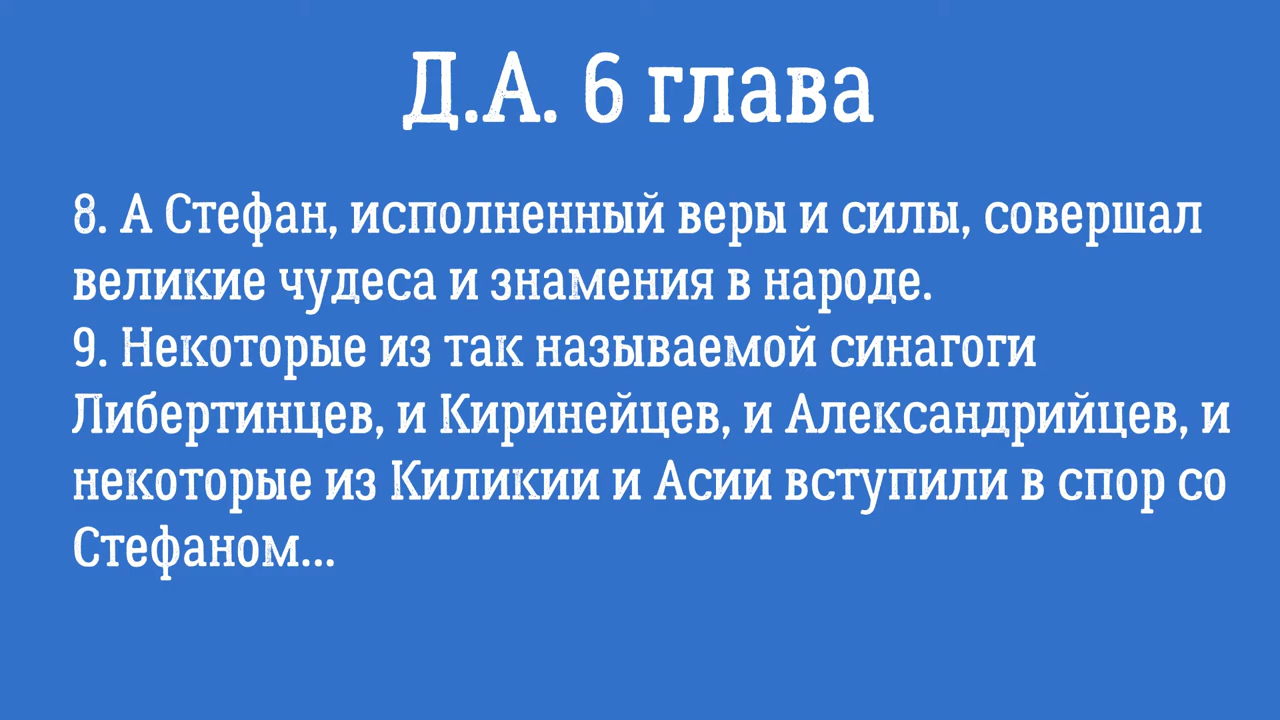 Д.А. 6 глава
8. А Стефан, исполненный веры и силы, совершал
великие чудеса и знамения в народе.
9. Некоторые из так называемой синагоги
Либертинцев, и Киринейцев, и Александрийцев, и
некоторые из Киликии и Асии вступили в спор со
Стефаном...